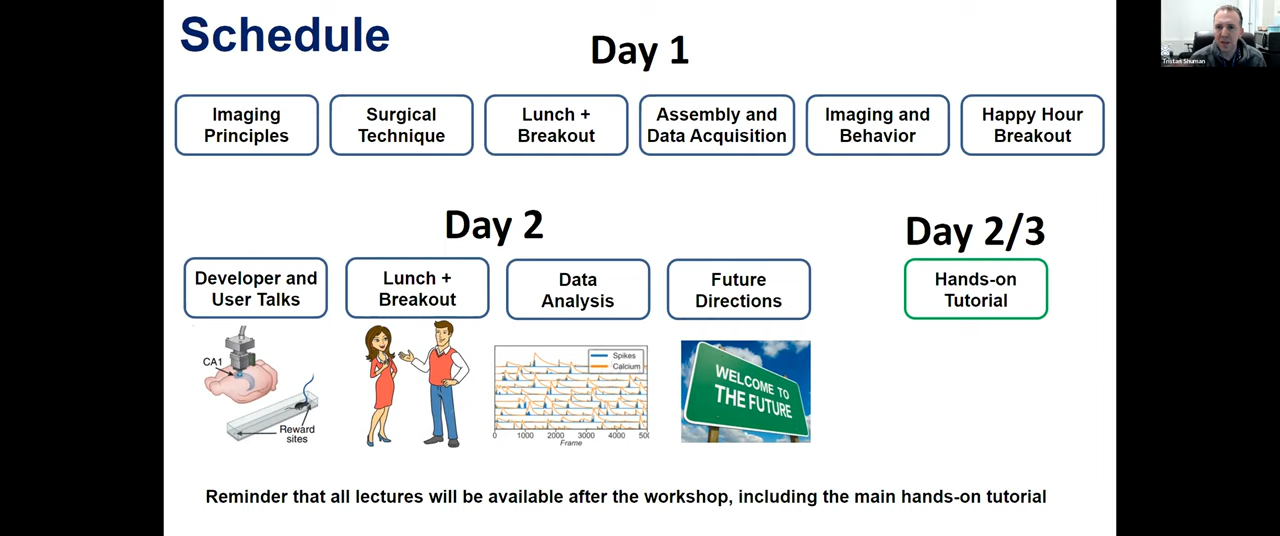 Schedule
Day 1
Imaging
Principles
Surgical
Technique
Lunch +
Breakout
Assembly and
Data Acquisition
Imaging and
Behavior
Happy Hour
Breakout
Day 2
Day 2/3
Developer and
User Talks
Lunch +
Breakout
Data
Analysis
Future
Directions
Hands-on
Tutorial
CA1
Reward
sites
Spikes
Calcium
0 1000 2000 3000 4000
Frame
WELCOME TO
THE FUTURE
Reminder that all lectures will be available after the workshop, including the main hands-on tutorial
Tristan Shuman